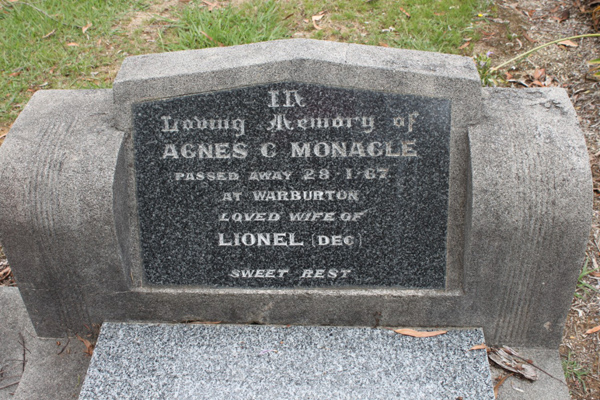 IN
Loving Memory of
AGNES C MONAGLE
PASSED AWAY 28-1-67
AT WARBURTON
LOVED WIFE OF
LIONEL (DEC)
SWEET REST